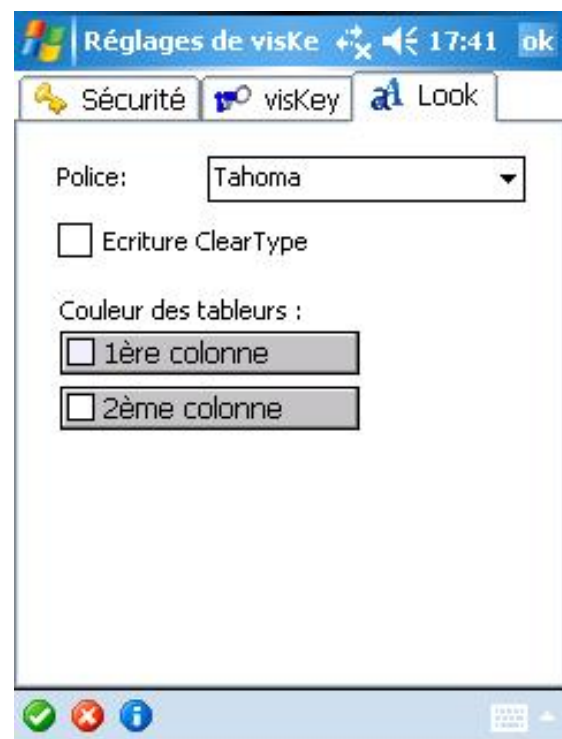 Réglages de visKe 17:41 ok
Sécurité visKey Look
Police: Tahoma
Ecriture ClearType
Couleur des tableurs :
1ère colonne
2ème colonne